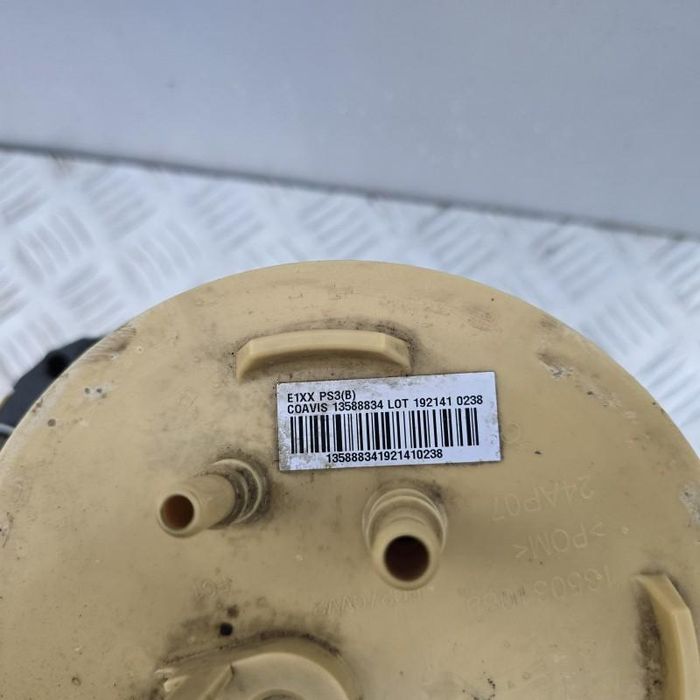 E1XX PS3(B)
COAVIS 13588834 LOT 192141 0238
135888341921410238
24AP07
>POM<